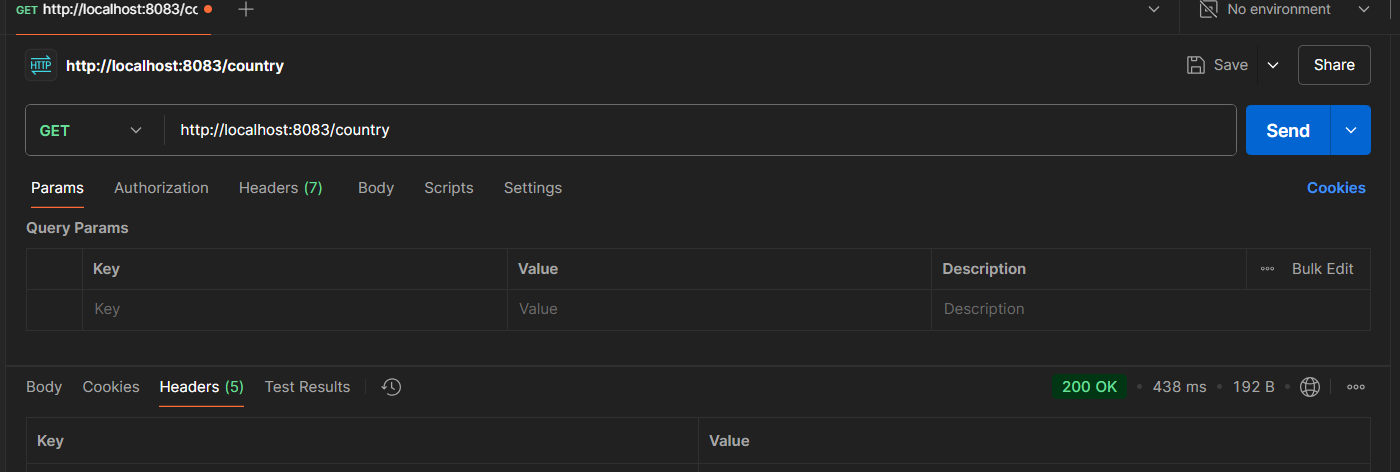 GET http://localhost:8083/cc
No environment
HTTP http://localhost:8083/country
Save
Share
GET http://localhost:8083/country
Send
Params Authorization Headers (7) Body Scripts Settings Cookies
Query Params
Key Value Description Bulk Edit
Key Value Description
Body Cookies Headers (5) Test Results 200 OK • 438 ms • 192 B
Key Value